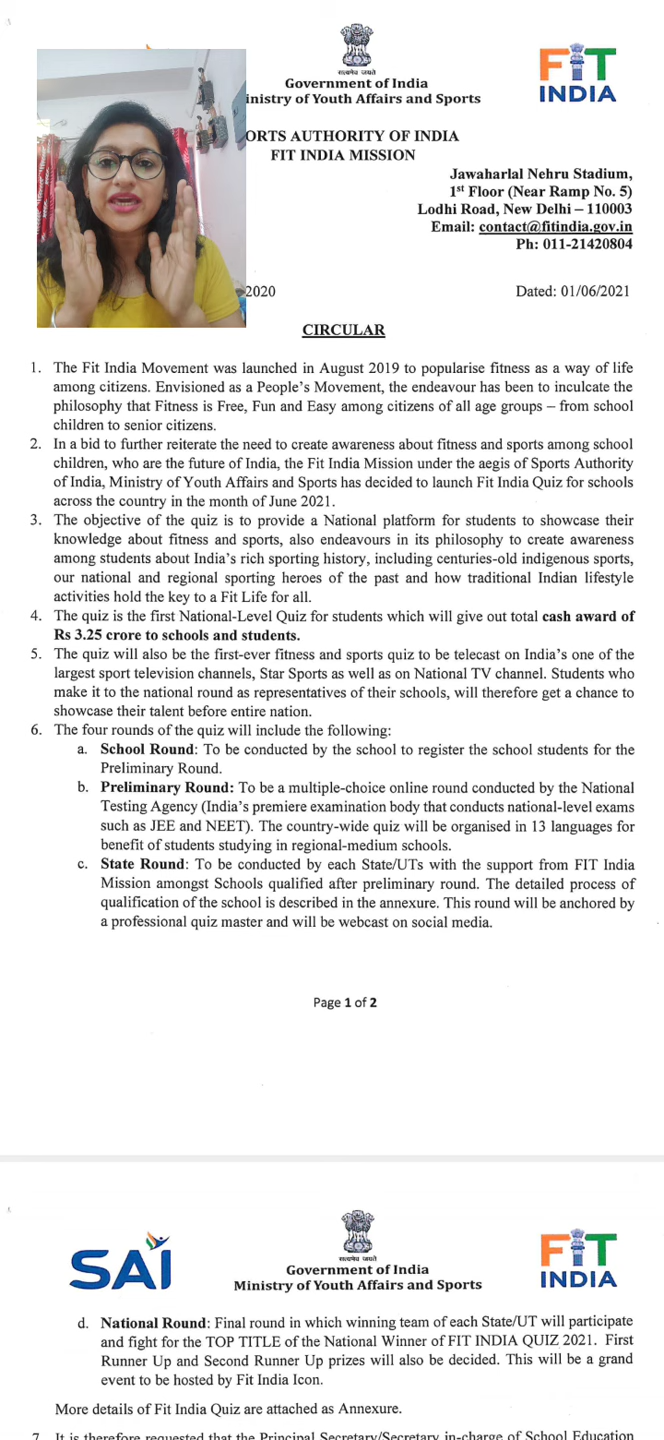 सत्यमेव जयते
Government of India
inistry of Youth Affairs and Sports
FIT
INDIA
ORTS AUTHORITY OF INDIA
FIT INDIA MISSION
Jawaharlal Nehru Stadium,
1st Floor (Near Ramp No. 5)
Lodhi Road, New Delhi – 110003
Email: contact@fitindia.gov.in
Ph: 011-21420804
2020 Dated: 01/06/2021
CIRCULAR
1. The Fit India Movement was launched in August 2019 to popularise fitness as a way of life
among citizens. Envisioned as a People's Movement, the endeavour has been to inculcate the
philosophy that Fitness is Free, Fun and Easy among citizens of all age groups – from school
children to senior citizens.
2. In a bid to further reiterate the need to create awareness about fitness and sports among school
children, who are the future of India, the Fit India Mission under the aegis of Sports Authority
of India, Ministry of Youth Affairs and Sports has decided to launch Fit India Quiz for schools
across the country in the month of June 2021.
3. The objective of the quiz is to provide a National platform for students to showcase their
knowledge about fitness and sports, also endeavours in its philosophy to create awareness
among students about India's rich sporting history, including centuries-old indigenous sports,
our national and regional sporting heroes of the past and how traditional Indian lifestyle
activities hold the key to a Fit Life for all.
4. The quiz is the first National-Level Quiz for students which will give out total cash award of
Rs 3.25 crore to schools and students.
5. The quiz will also be the first-ever fitness and sports quiz to be telecast on India's one of the
largest sport television channels, Star Sports as well as on National TV channel. Students who
make it to the national round as representatives of their schools, will therefore get a chance to
showcase their talent before entire nation.
6. The four rounds of the quiz will include the following:
a. School Round: To be conducted by the school to register the school students for the
Preliminary Round.
b. Preliminary Round: To be a multiple-choice online round conducted by the National
Testing Agency (India's premiere examination body that conducts national-level exams
such as JEE and NEET). The country-wide quiz will be organised in 13 languages for
benefit of students studying in regional-medium schools.
c. State Round: To be conducted by each State/UTs with the support from FIT India
Mission amongst Schools qualified after preliminary round. The detailed process of
qualification of the school is described in the annexure. This round will be anchored by
a professional quiz master and will be webcast on social media.
Page 1 of 2
SAI
सत्यमेव जयते
Government of India
Ministry of Youth Affairs and Sports
FIT
INDIA
d. National Round: Final round in which winning team of each State/UT will participate
and fight for the TOP TITLE of the National Winner of FIT INDIA QUIZ 2021. First
Runner Up and Second Runner Up prizes will also be decided. This will be a grand
event to be hosted by Fit India Icon.
More details of Fit India Quiz are attached as Annexure.
7. It is therefore requested that the Principal Secretary/Secretary in-charge of School Education